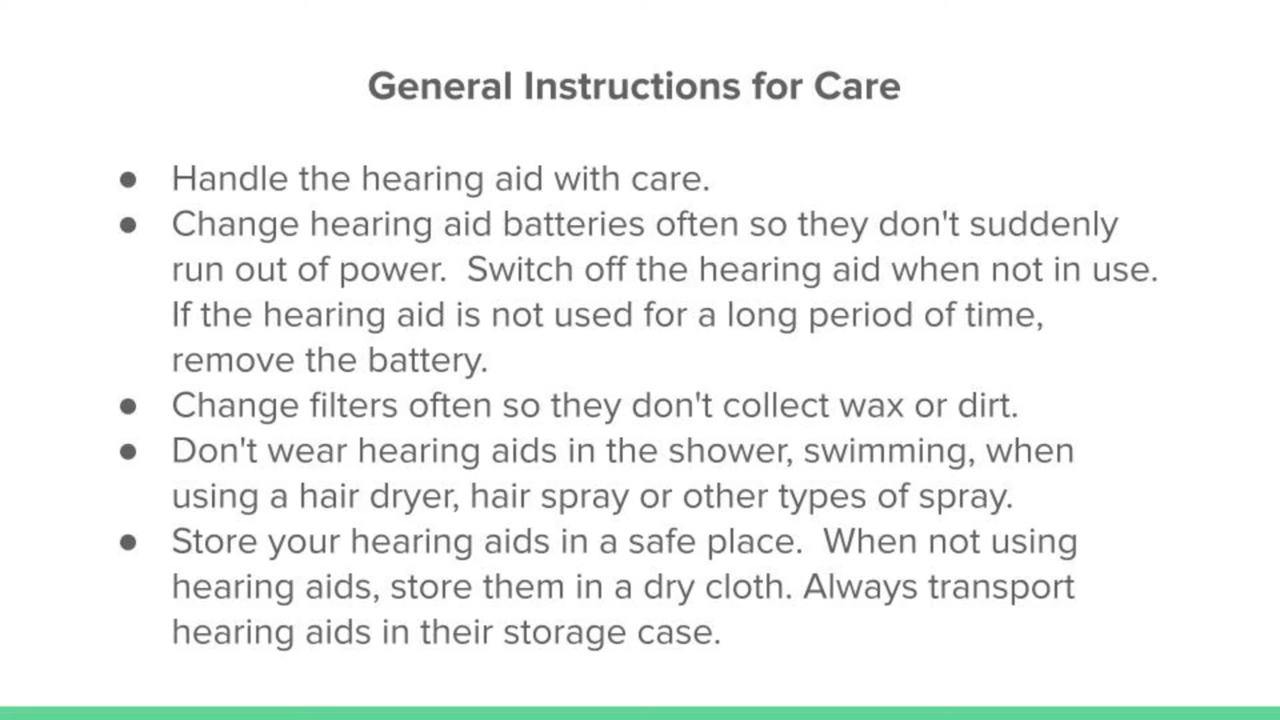 General Instructions for Care
● Handle the hearing aid with care.
● Change hearing aid batteries often so they don't suddenly
run out of power.  Switch off the hearing aid when not in use.
If the hearing aid is not used for a long period of time,
remove the battery.
● Change filters often so they don't collect wax or dirt.
● Don't wear hearing aids in the shower, swimming, when
using a hair dryer, hair spray or other types of spray.
● Store your hearing aids in a safe place.  When not using
hearing aids, store them in a dry cloth. Always transport
hearing aids in their storage case.